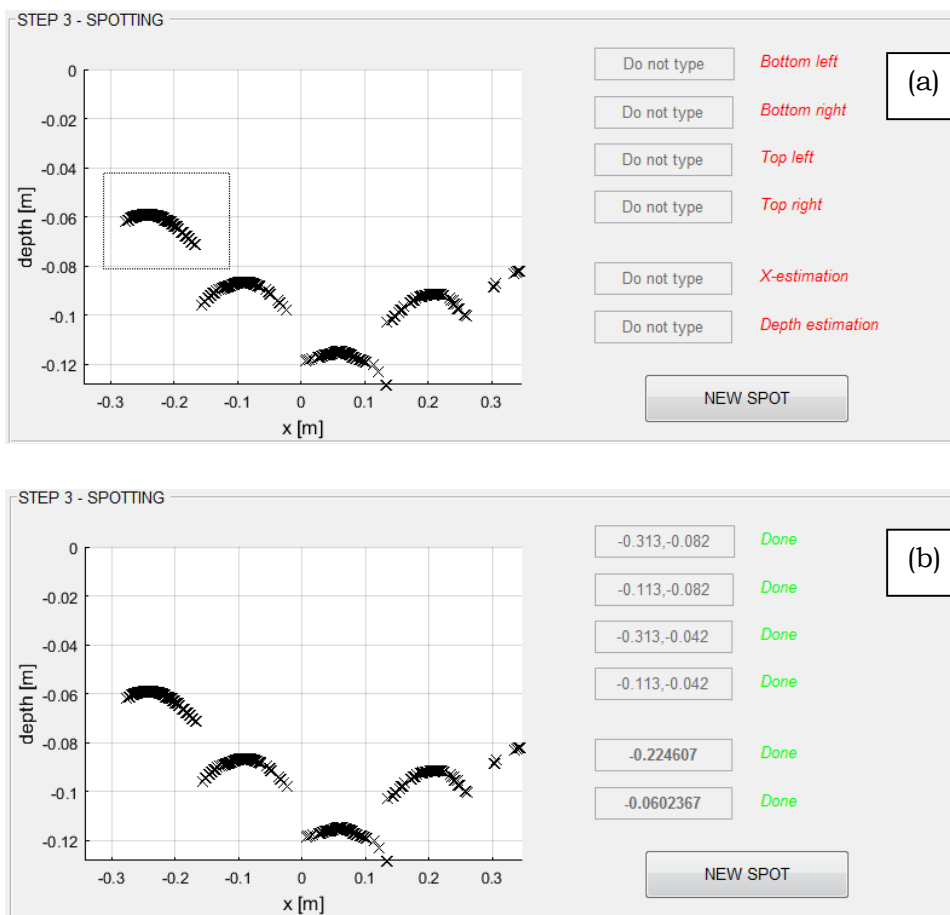 STEP 3 - SPOTTING
(a)
0
-0.02
-0.04
-0.06
-0.08
-0.1
-0.12
depth [m]
-0.3 -0.2 -0.1 0 0.1 0.2 0.3
x [m]
Do not type Bottom left
Do not type Bottom right
Do not type Top left
Do not type Top right
Do not type X-estimation
Do not type Depth estimation
NEW SPOT
STEP 3 - SPOTTING
(b)
0
-0.02
-0.04
-0.06
-0.08
-0.1
-0.12
depth [m]
-0.3 -0.2 -0.1 0 0.1 0.2 0.3
x [m]
-0.313,-0.082 Done
-0.113,-0.082 Done
-0.313,-0.042 Done
-0.113,-0.042 Done
-0.224607 Done
-0.0602367 Done
NEW SPOT